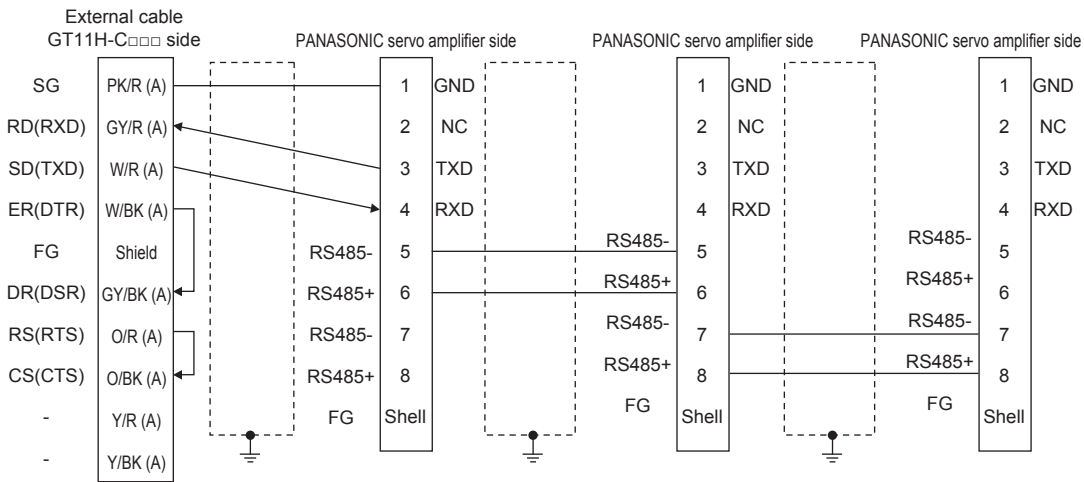 External cable
GT11H-C□□□ side
PANASONIC servo amplifier side
PANASONIC servo amplifier side
PANASONIC servo amplifier side
SG PK/R (A) 1 GND 1 GND 1 GND
RD(RXD) GY/R (A) 2 NC 2 NC 2 NC
SD(TXD) W/R (A) 3 TXD 3 TXD 3 TXD
ER(DTR) W/BK (A) 4 RXD 4 RXD 4 RXD
FG Shield RS485- 5 RS485- 5 RS485- 5
DR(DSR) GY/BK (A) RS485+ 6 RS485+ 6 RS485+ 6
RS(RTS) O/R (A) RS485- 7 RS485- 7 RS485- 7
CS(CTS) O/BK (A) RS485+ 8 RS485+ 8 RS485+ 8
- Y/R (A) FG Shell FG Shell FG Shell
- Y/BK (A)